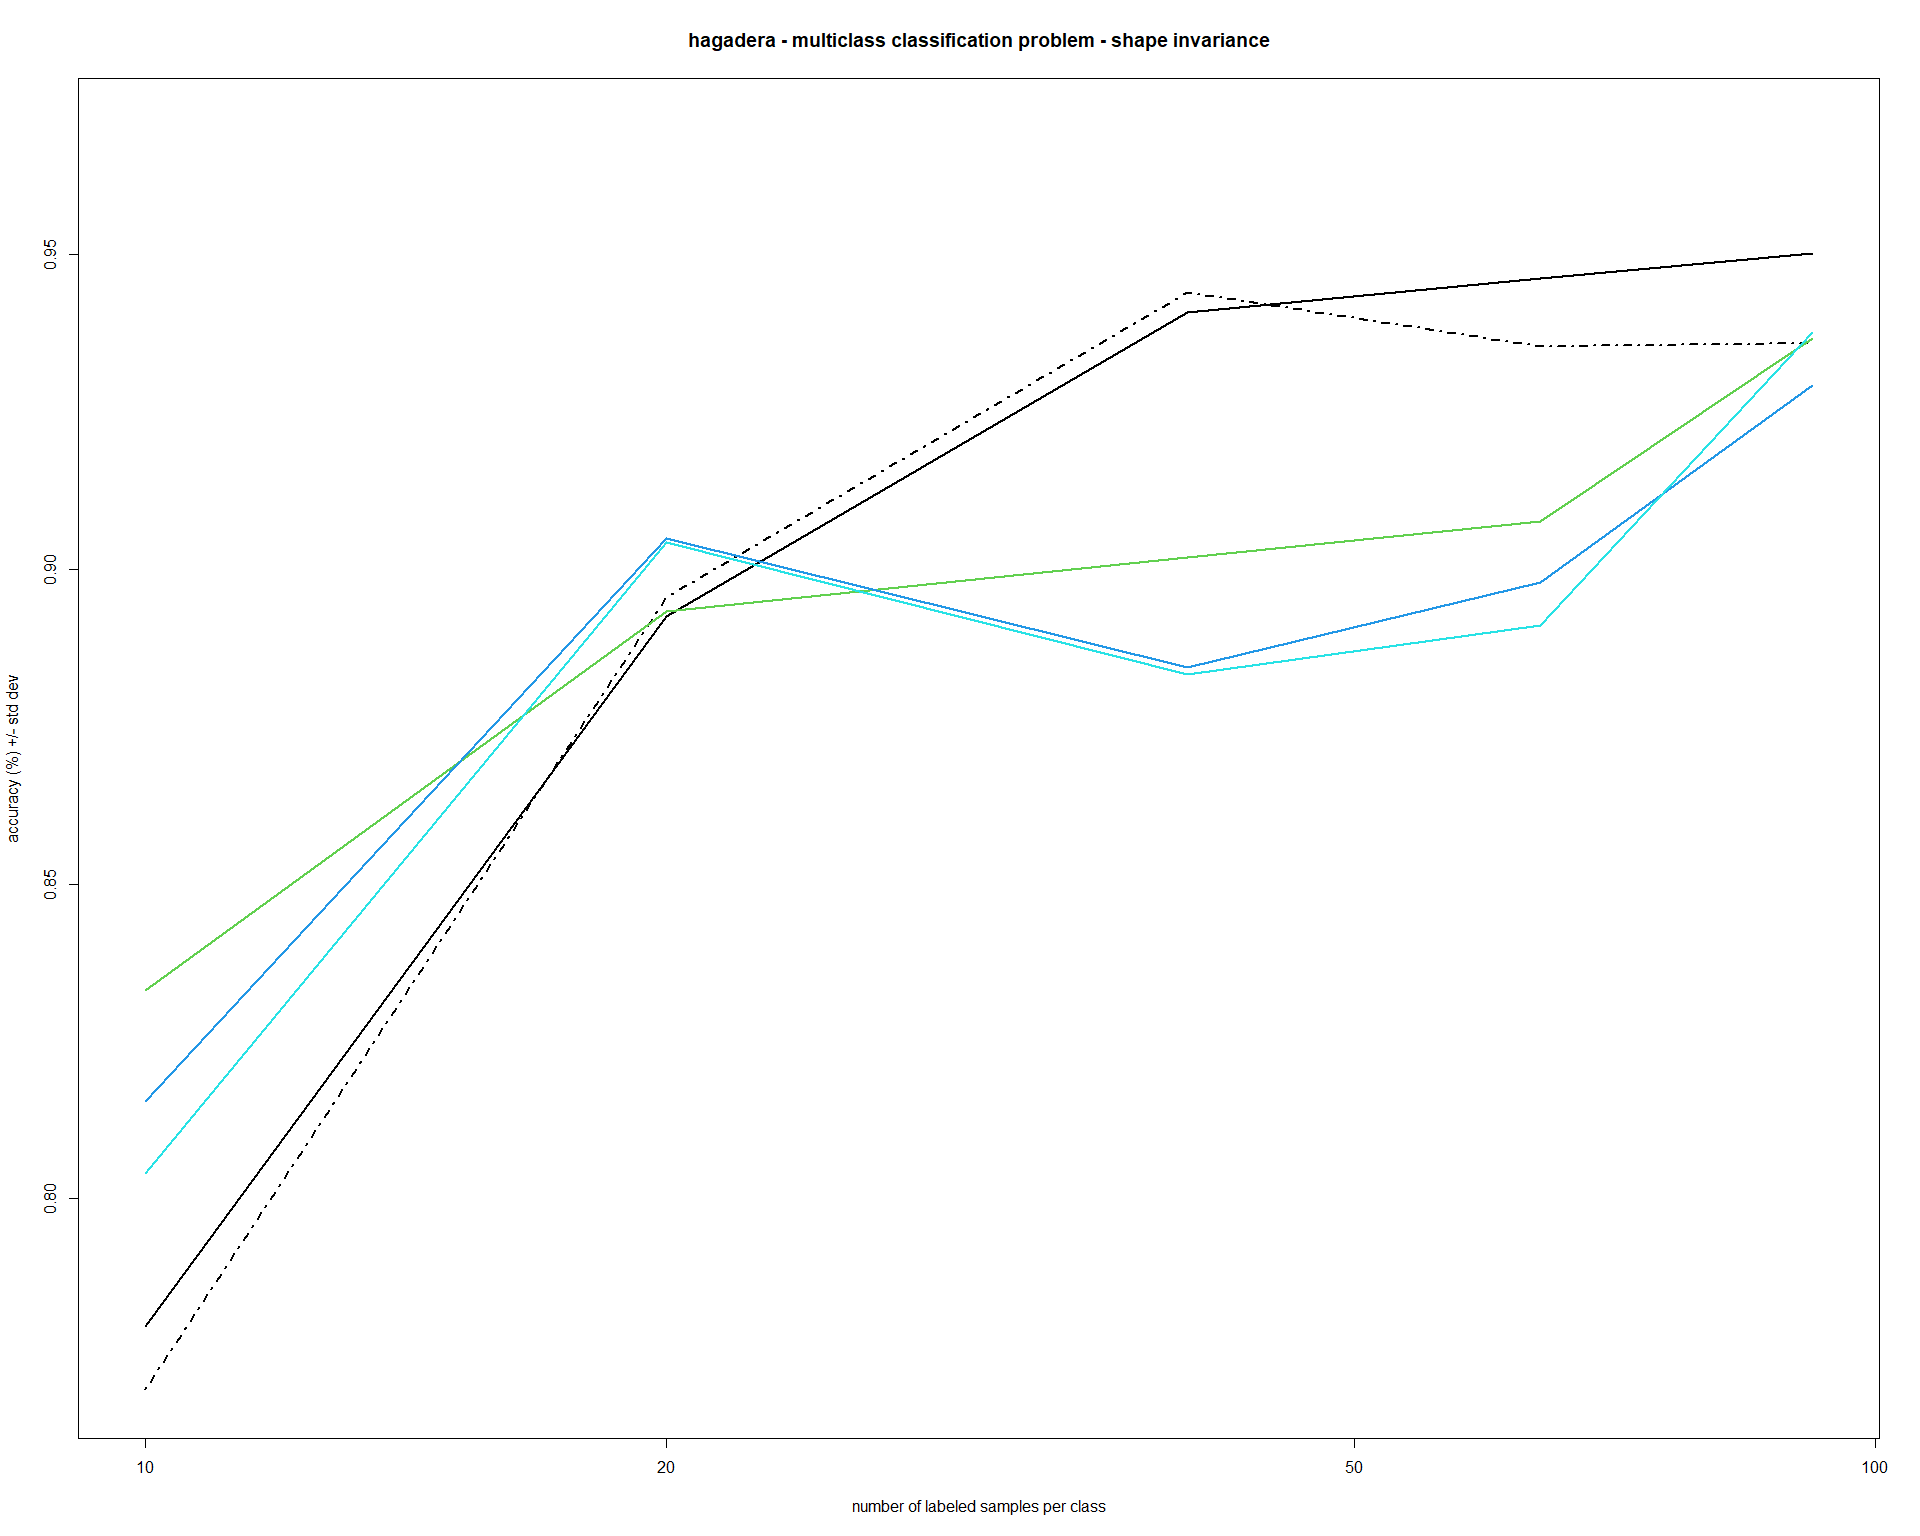 hagadera - multiclass classification problem - shape invariance
accuracy (%) +/- std dev
0.95
0.90
0.85
0.80
10 20 50 100
number of labeled samples per class